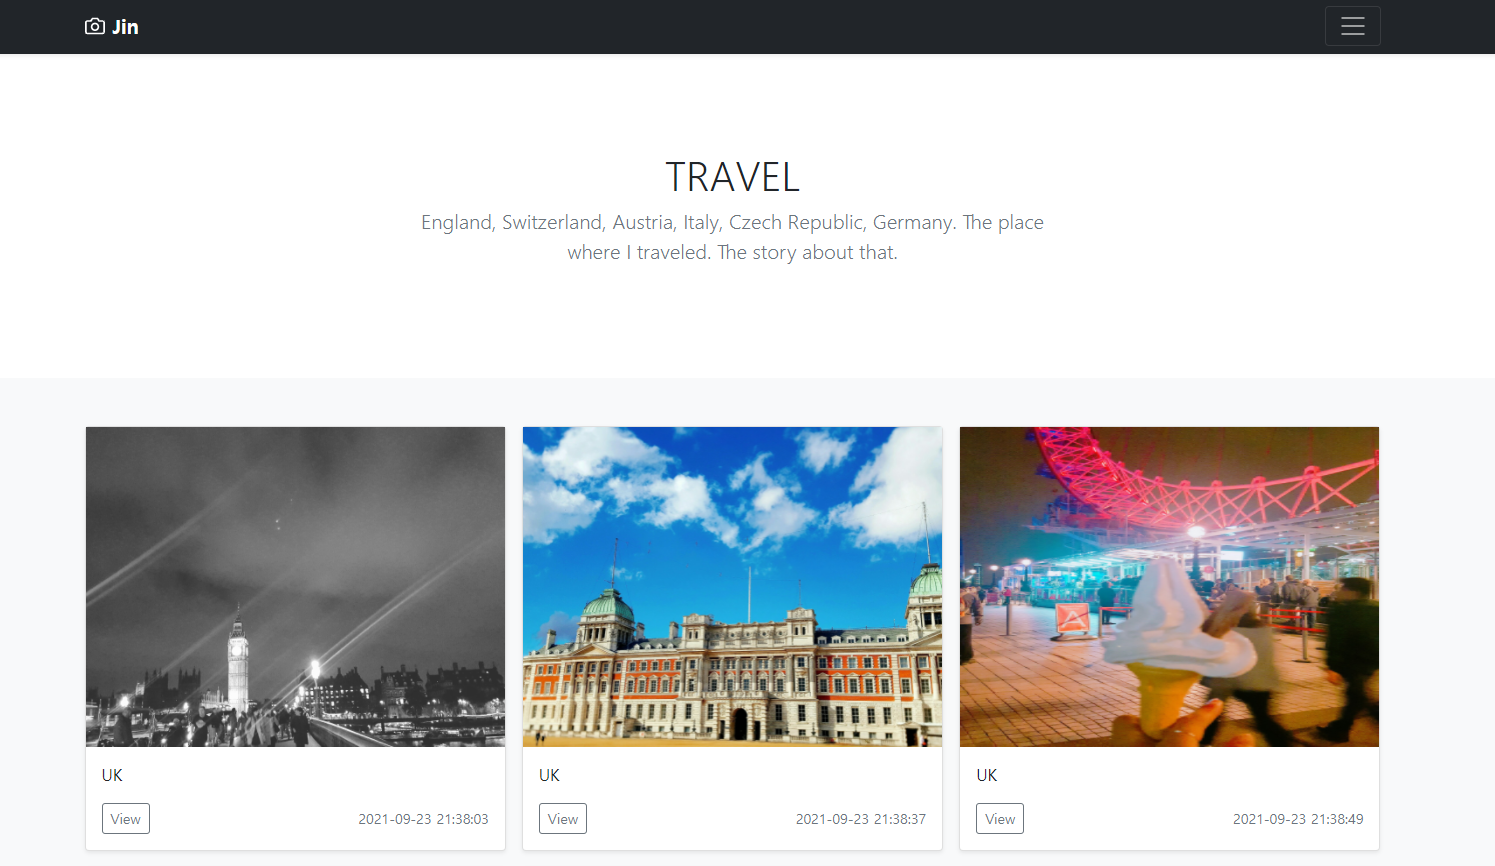 Jin
TRAVEL
England, Switzerland, Austria, Italy, Czech Republic, Germany. The place
where I traveled. The story about that.
UK
View
2021-09-23 21:38:03
UK
View
2021-09-23 21:38:37
UK
View
2021-09-23 21:38:49